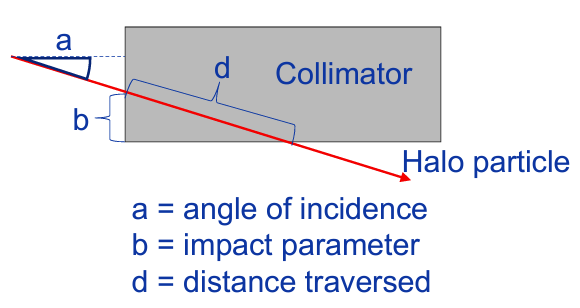 a
d
Collimator
b
Halo particle
a = angle of incidence
b = impact parameter
d = distance traversed